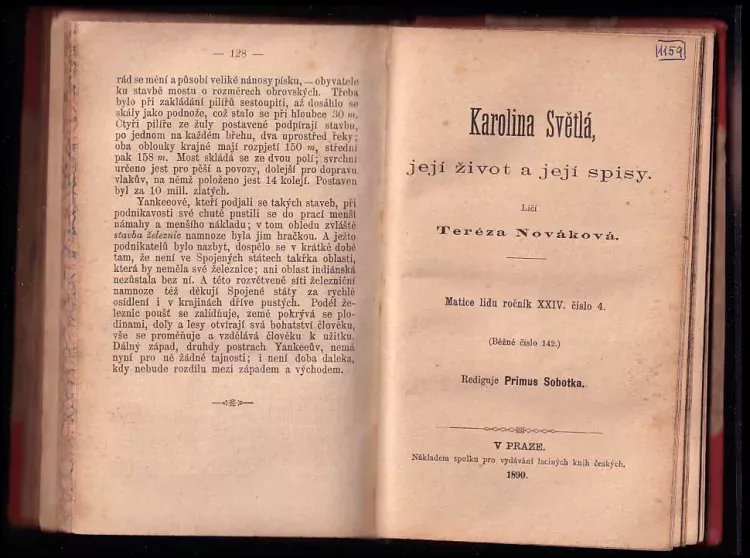 — 128 —
rád se mění a působí veliké nánosy písku, — obyvatele
ku stavbě mostu o rozměrech obrovských. Třeba
bylo při zakládání pilířů sestoupiti, až dosáhlo se
skály jako podnože, což stalo se při hloubce 30 m.
Čtyři pilíře ze žuly postavené podpírají stavbu,
po jednom na každém břehu, dva uprostřed řeky;
oba oblouky krajné mají rozpjetí 150 m, střední
pak 158 m. Most skládá se ze dvou polí; svrchní
určeno jest pro pěší a povozy, dolejší pro dopravu
vlakův, na němž položeno jest 14 kolejí. Postaven
byl za 10 mill. zlatých.
Yankeeové, kteří podjali se takých staveb, při
podnikavosti své chutě pustili se do prací menší
námahy a menšího nákladu; v tom ohledu zvláště
stavba železnic namnoze byla jim hračkou. A ježto
podnikatelů bylo nazbyt, dospělo se v krátké době
tam, že není ve Spojených státech takřka oblasti,
která by neměla své železnice; ani oblast indiánská
nezůstala bez ní. A této rozvětvené síti železniční
namnoze též děkují Spojené státy za rychlé
osídlení i v krajinách dříve pustých. Podél že-
leznic poušť se zalidňuje, země pokrývá se plo-
dinami, doly a lesy otvírají svá bohatství člověku,
vše se proměňuje a vzdělává člověku k užitku.
Dálný západ, druhdy postrach Yankeeův, nemá
nyní pro ně žádné tajnosti; i není doba daleka,
kdy nebude rozdílu mezi západem a východem.
1159
Karolina Světlá,
její život a její spisy.
Líčí
Teréza Nováková.
Matice lidu ročník XXIV. číslo 4.
(Běžné číslo 142.)
Rediguje Primus Sobotka.
V PRAZE.
Nákladem spolku pro vydávání laciných knih českých.
1890.